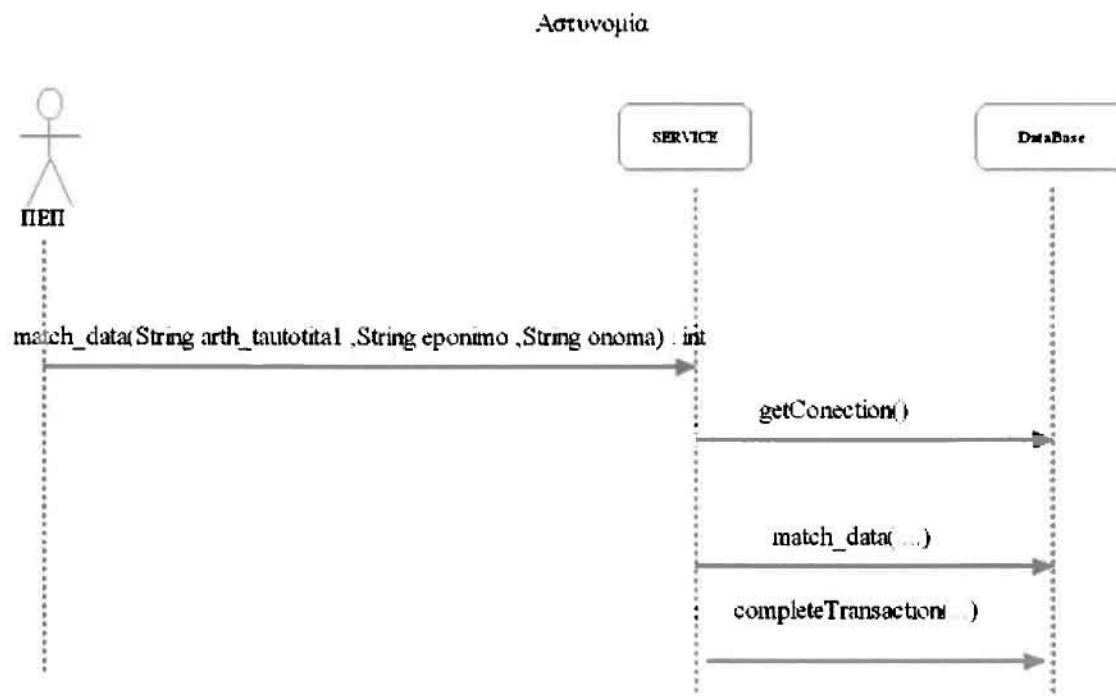 Αστυνομία
SERVICE
DataBase
ΠΕΠ
match_data(String arth_tautotita1 ,String eponimo ,String onoma) : int
getConection()
match_data(....)
completeTransaction(....)